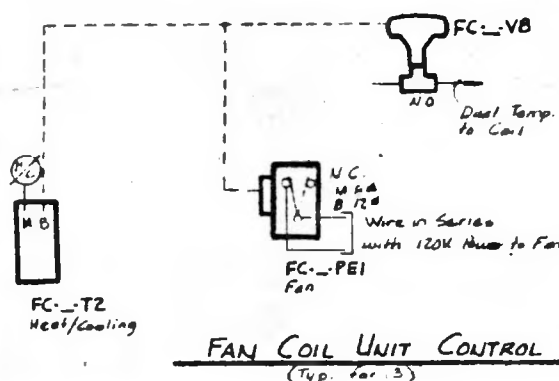 FC-_-V8
N.O
Dual Temp.
to Coil
M/C
M B
N.C.
M
B 12#
Wire in Series
with 120V Power to Fan
FC-_-PE1
Fan
FC-_-T2
Heat/Cooling
FAN COIL UNIT CONTROL
(Typ. for 3)